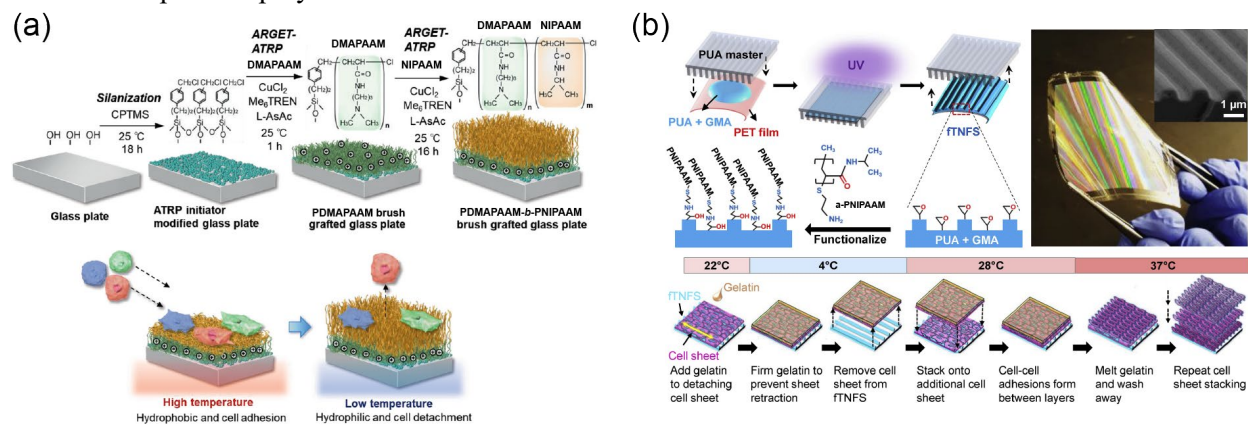 (a)
ARGET-
ATRP
DMAPAAM
CuCl2
Me6TREN
L-AsAc
25 ℃
1 h
DMAPAAM
ARGET-
ATRP
NIPAAM
CuCl2
Me6TREN
L-AsAc
25 ℃
16 h
DMAPAAM
NIPAAM
Silanization
CPTMS
25 ℃
18 h
OH OH OH
Glass plate
ATRP initiator
modified glass plate
PDMAPAAM brush
grafted glass plate
PDMAPAAM-b-PNIPAAM
brush grafted glass plate
High temperature
Hydrophobic and cell adhesion
Low temperature
Hydrophilic and cell detachment
(b)
PUA master
UV
PUA + GMA
PET film
fTNFS
1 µm
PNIPAAM
PNIPAAM
PNIPAAM
PNIPAAM
PNIPAAM
a-PNIPAAM
Functionalize
PUA + GMA
22°C
4°C
28°C
37°C
fTNFS
Gelatin
Cell sheet
Add gelatin
to detaching
cell sheet
Firm gelatin to
prevent sheet
retraction
Remove cell
sheet from
fTNFS
Stack onto
additional cell
sheet
Cell-cell
adhesions form
between layers
Melt gelatin
and wash
away
Repeat cell
sheet stacking